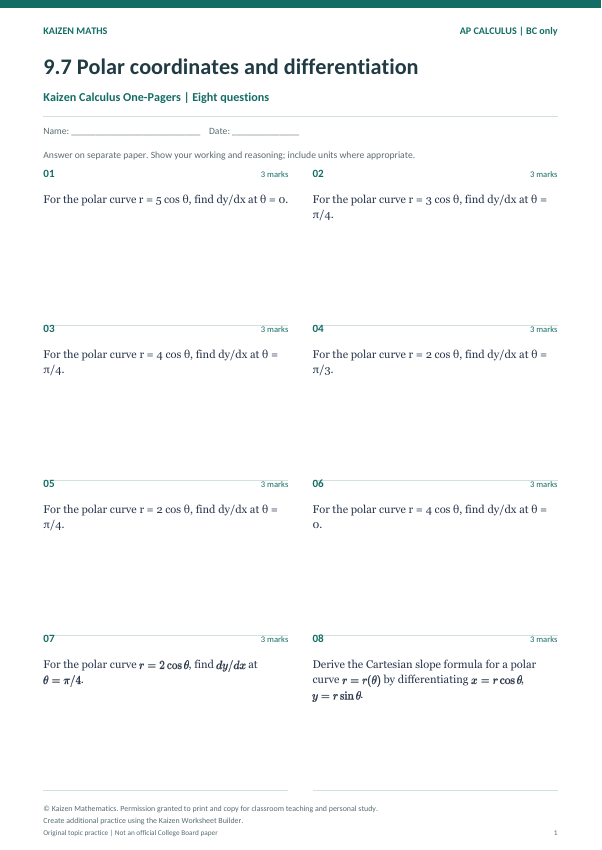 KAIZEN MATHS
AP CALCULUS | BC only
9.7 Polar coordinates and differentiation
Kaizen Calculus One-Pagers | Eight questions
Name: ____________________________ Date: ______________
Answer on separate paper. Show your working and reasoning; include units where appropriate.
01 3 marks
For the polar curve r = 5 cos θ, find dy/dx at θ = 0.
02 3 marks
For the polar curve r = 3 cos θ, find dy/dx at θ =
π/4.
03 3 marks
For the polar curve r = 4 cos θ, find dy/dx at θ =
π/4.
04 3 marks
For the polar curve r = 2 cos θ, find dy/dx at θ =
π/3.
05 3 marks
For the polar curve r = 2 cos θ, find dy/dx at θ =
π/4.
06 3 marks
For the polar curve r = 4 cos θ, find dy/dx at θ =
0.
07 3 marks
For the polar curve r = 2 cos θ, find dy/dx at
θ = π/4.
08 3 marks
Derive the Cartesian slope formula for a polar
curve r = r(θ) by differentiating x = r cos θ,
y = r sin θ.
© Kaizen Mathematics. Permission granted to print and copy for classroom teaching and personal study.
Create additional practice using the Kaizen Worksheet Builder.
Original topic practice | Not an official College Board paper
1